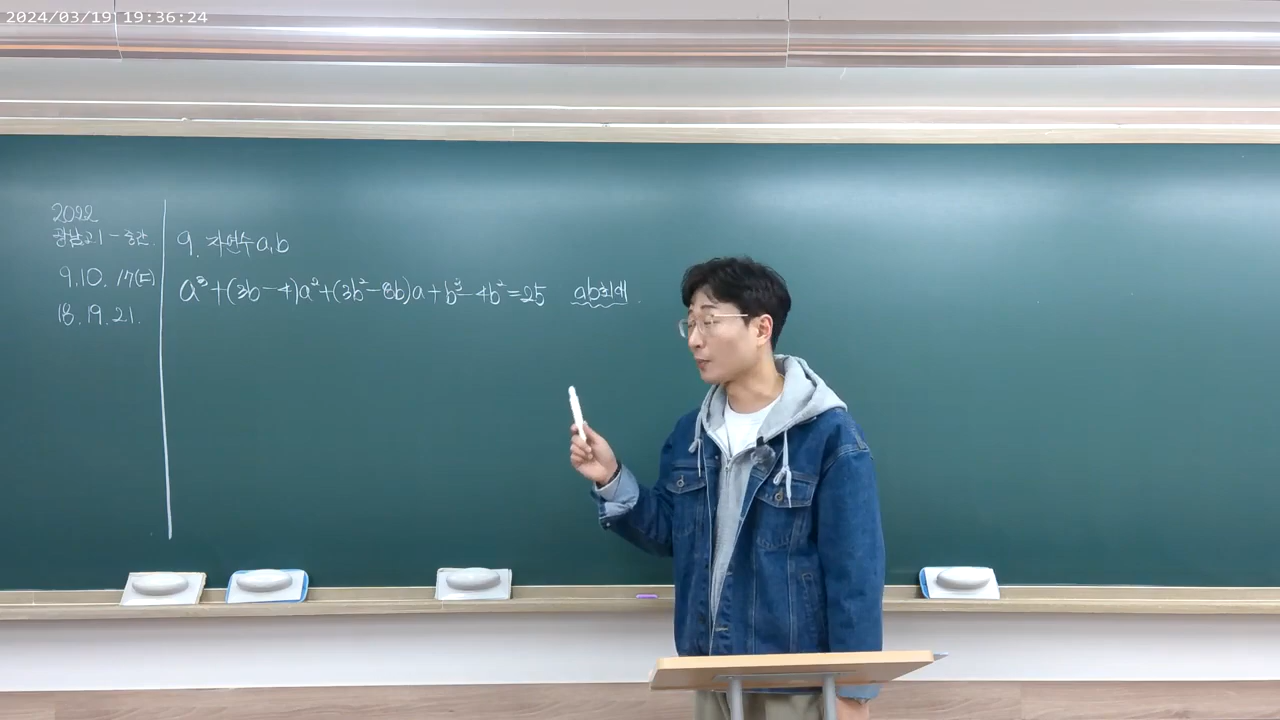 2024/03/19 19:36:24
2022
광남고1-중간.
9.10. 17(E)
18.19.21.
9. 자연수 a,b
a³+(3b-4)a²+(3b²-8b)a+b³-4b²=25 ab최대.